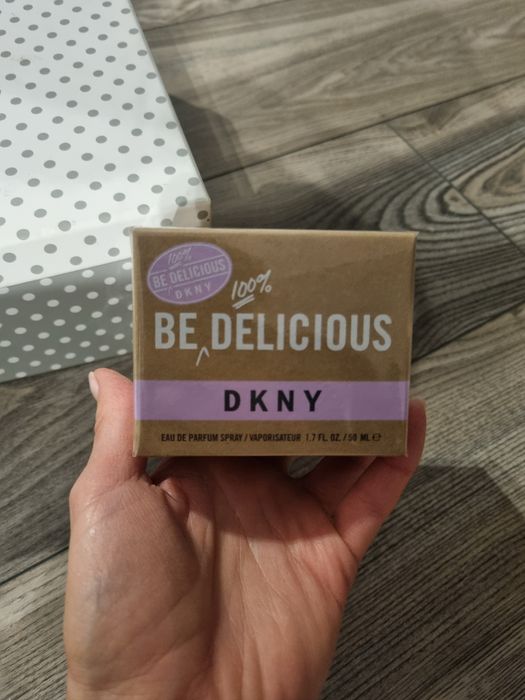 100%
BE DELICIOUS
DKNY
100%
BE DELICIOUS
DKNY
EAU DE PARFUM SPRAY / VAPORISATEUR 1.7 FL. OZ. / 50 ML ℮